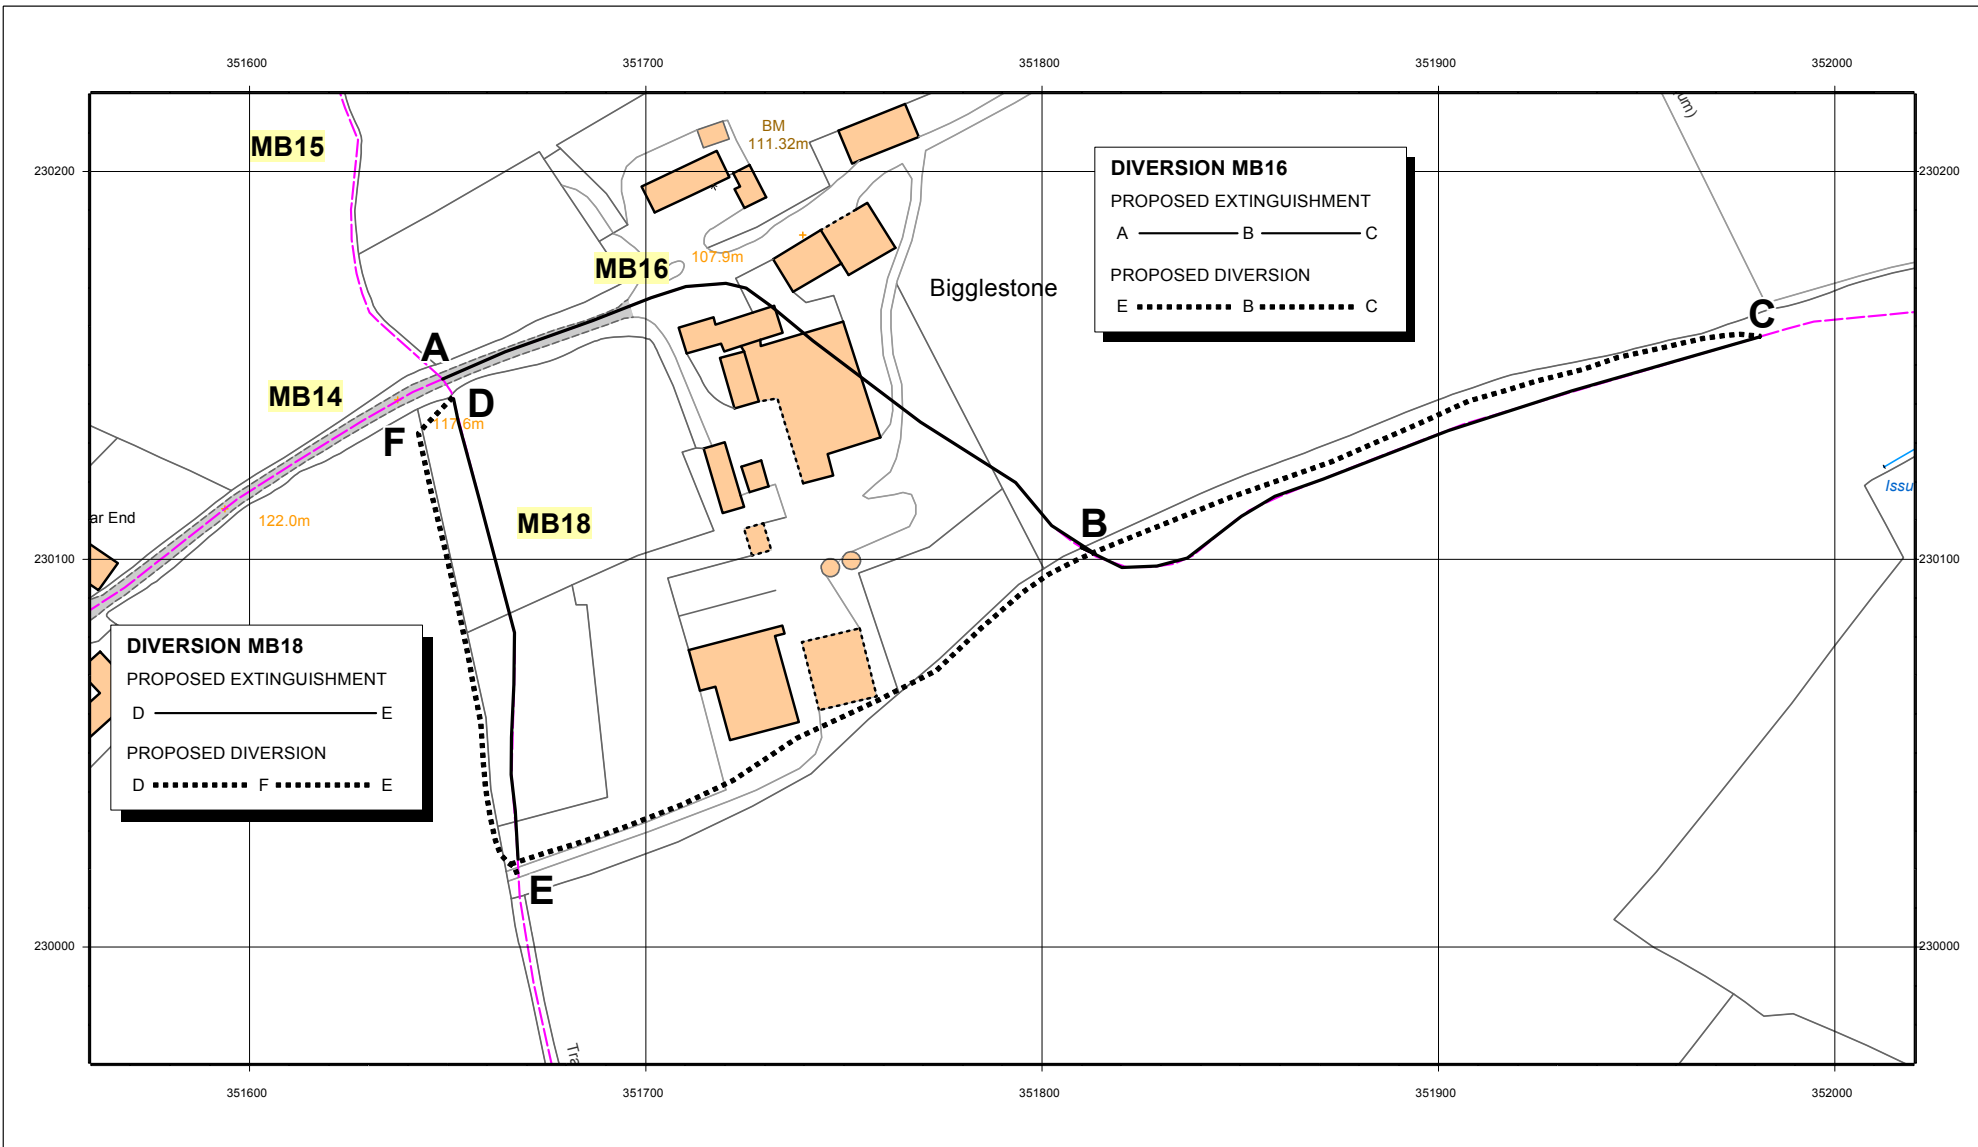 351600 351700 351800 351900 352000
MB15
BM
111.32m
230200
230200
DIVERSION MB16
PROPOSED EXTINGUISHMENT
A B C
PROPOSED DIVERSION
E B C
MB16
107.9m
Bigglestone
C
A
MB14
D
117.6m
F
ar End
122.0m
MB18
B
Issu
230100
230100
DIVERSION MB18
PROPOSED EXTINGUISHMENT
D E
PROPOSED DIVERSION
D F E
E
230000
230000
Tra
351600 351700 351800 351900 352000